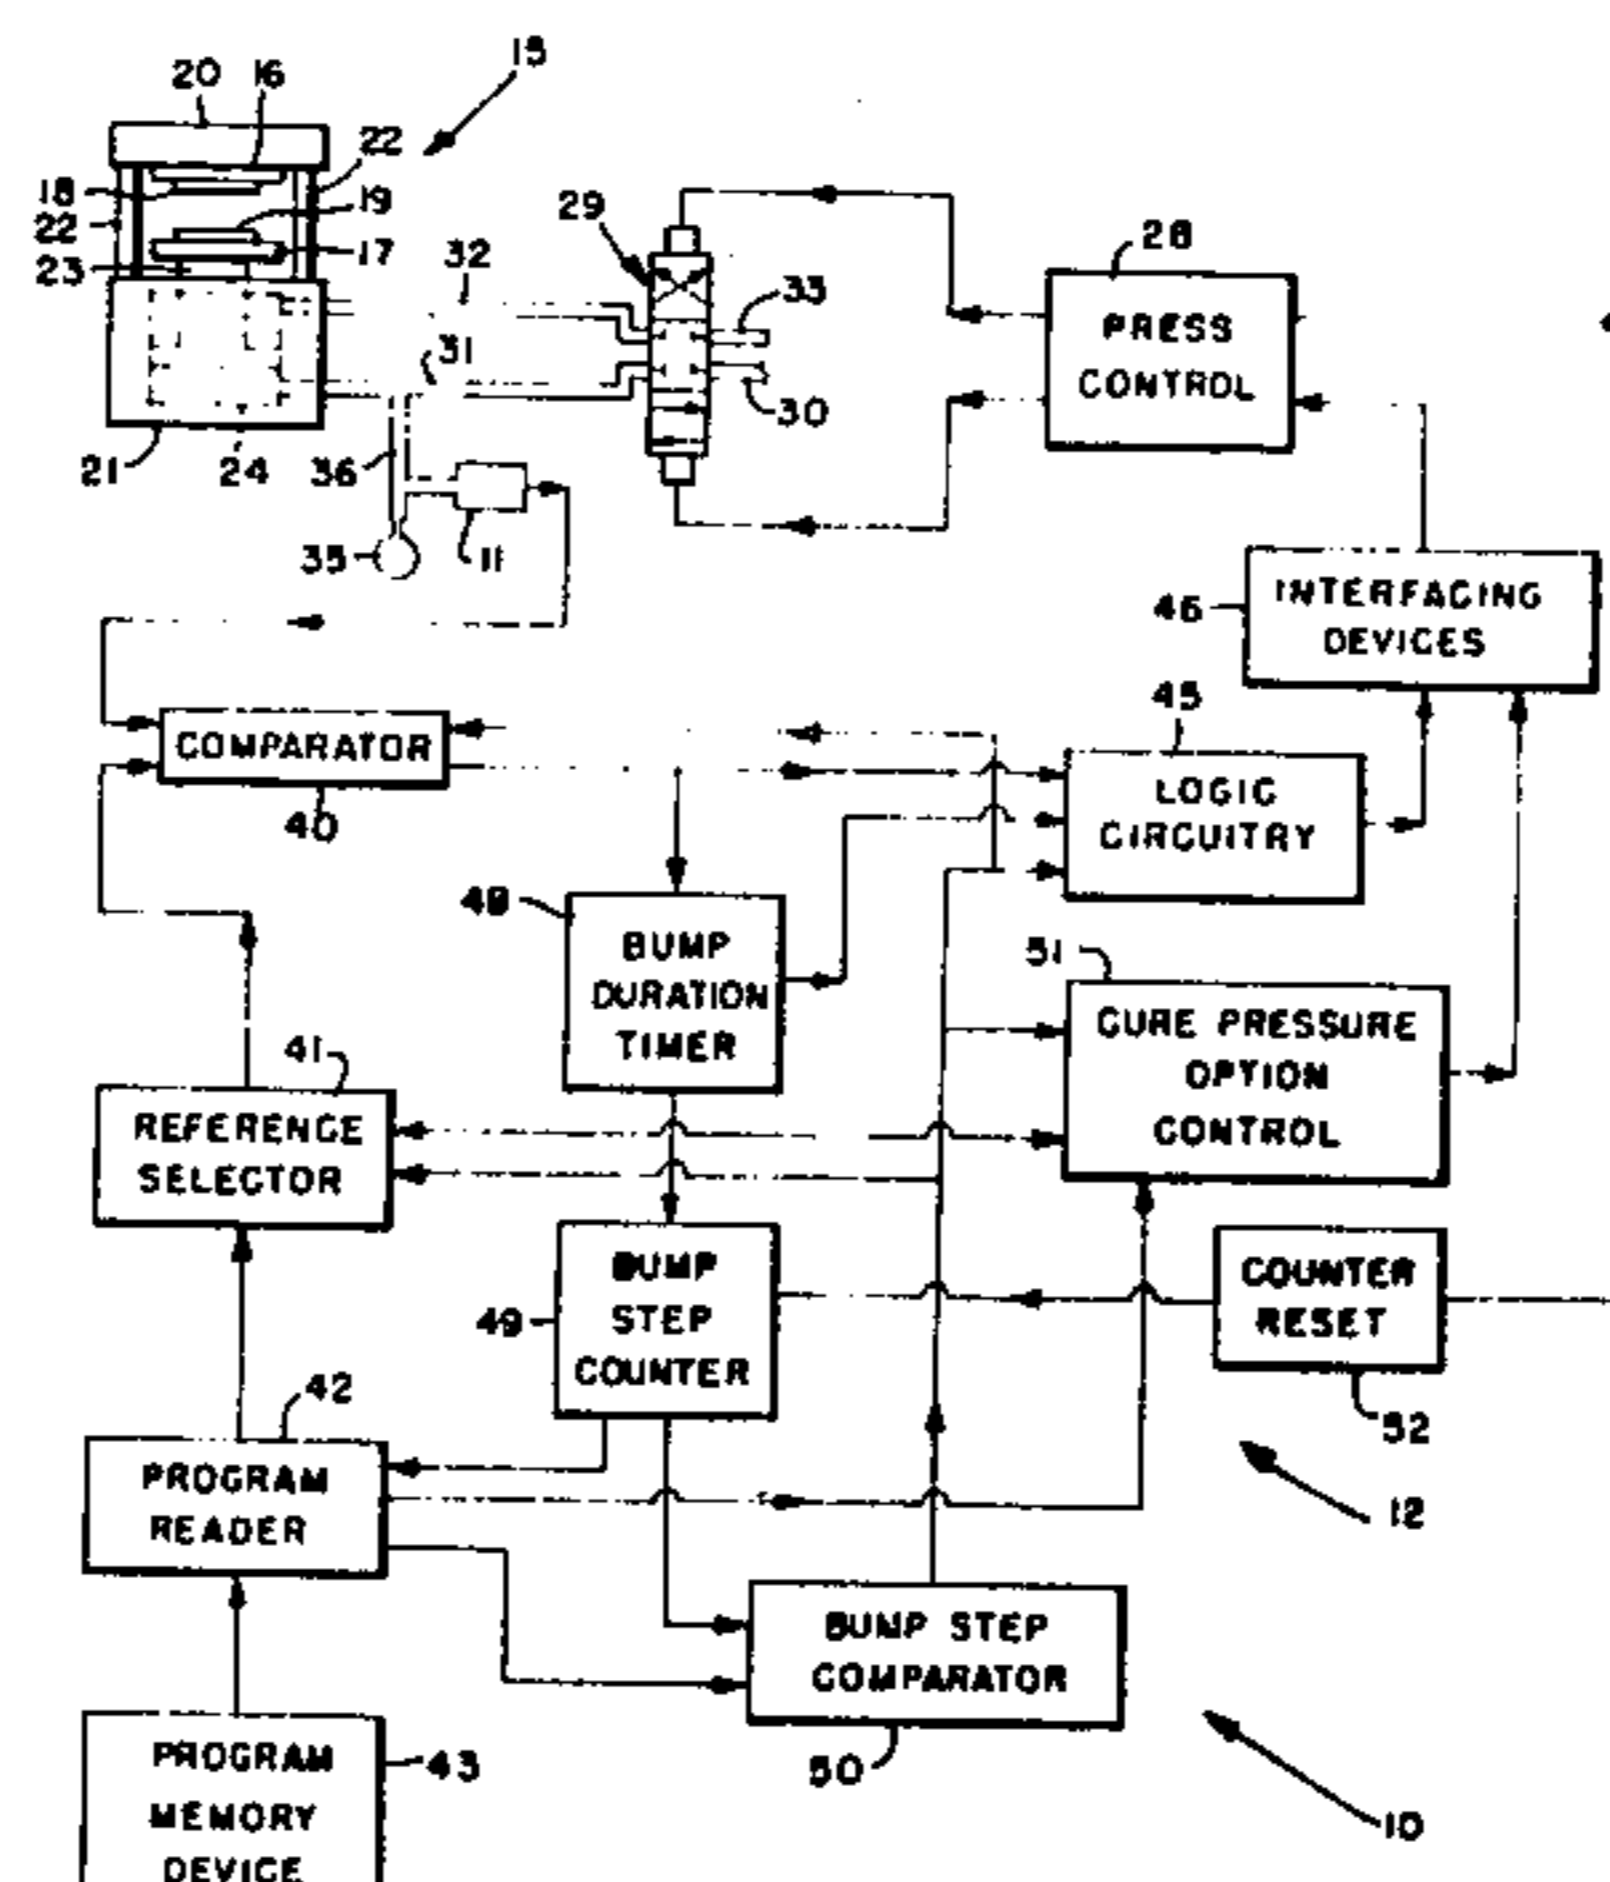 15
20 16
22
18
19
22
29
17
28
32
23
33
PRESS
31
CONTROL
30
21
24
36
35
11
INTERFACING
46
DEVICES
45
COMPARATOR
LOGIC
40
CIRCUITRY
48
BUMP
51
DURATION
CURE PRESSURE
TIMER
41
OPTION
REFERENCE
CONTROL
SELECTOR
BUMP
COUNTER
STEP
49
RESET
COUNTER
42
52
PROGRAM
12
READER
BUMP STEP
COMPARATOR
PROGRAM
43
50
MEMORY
10
DEVICE